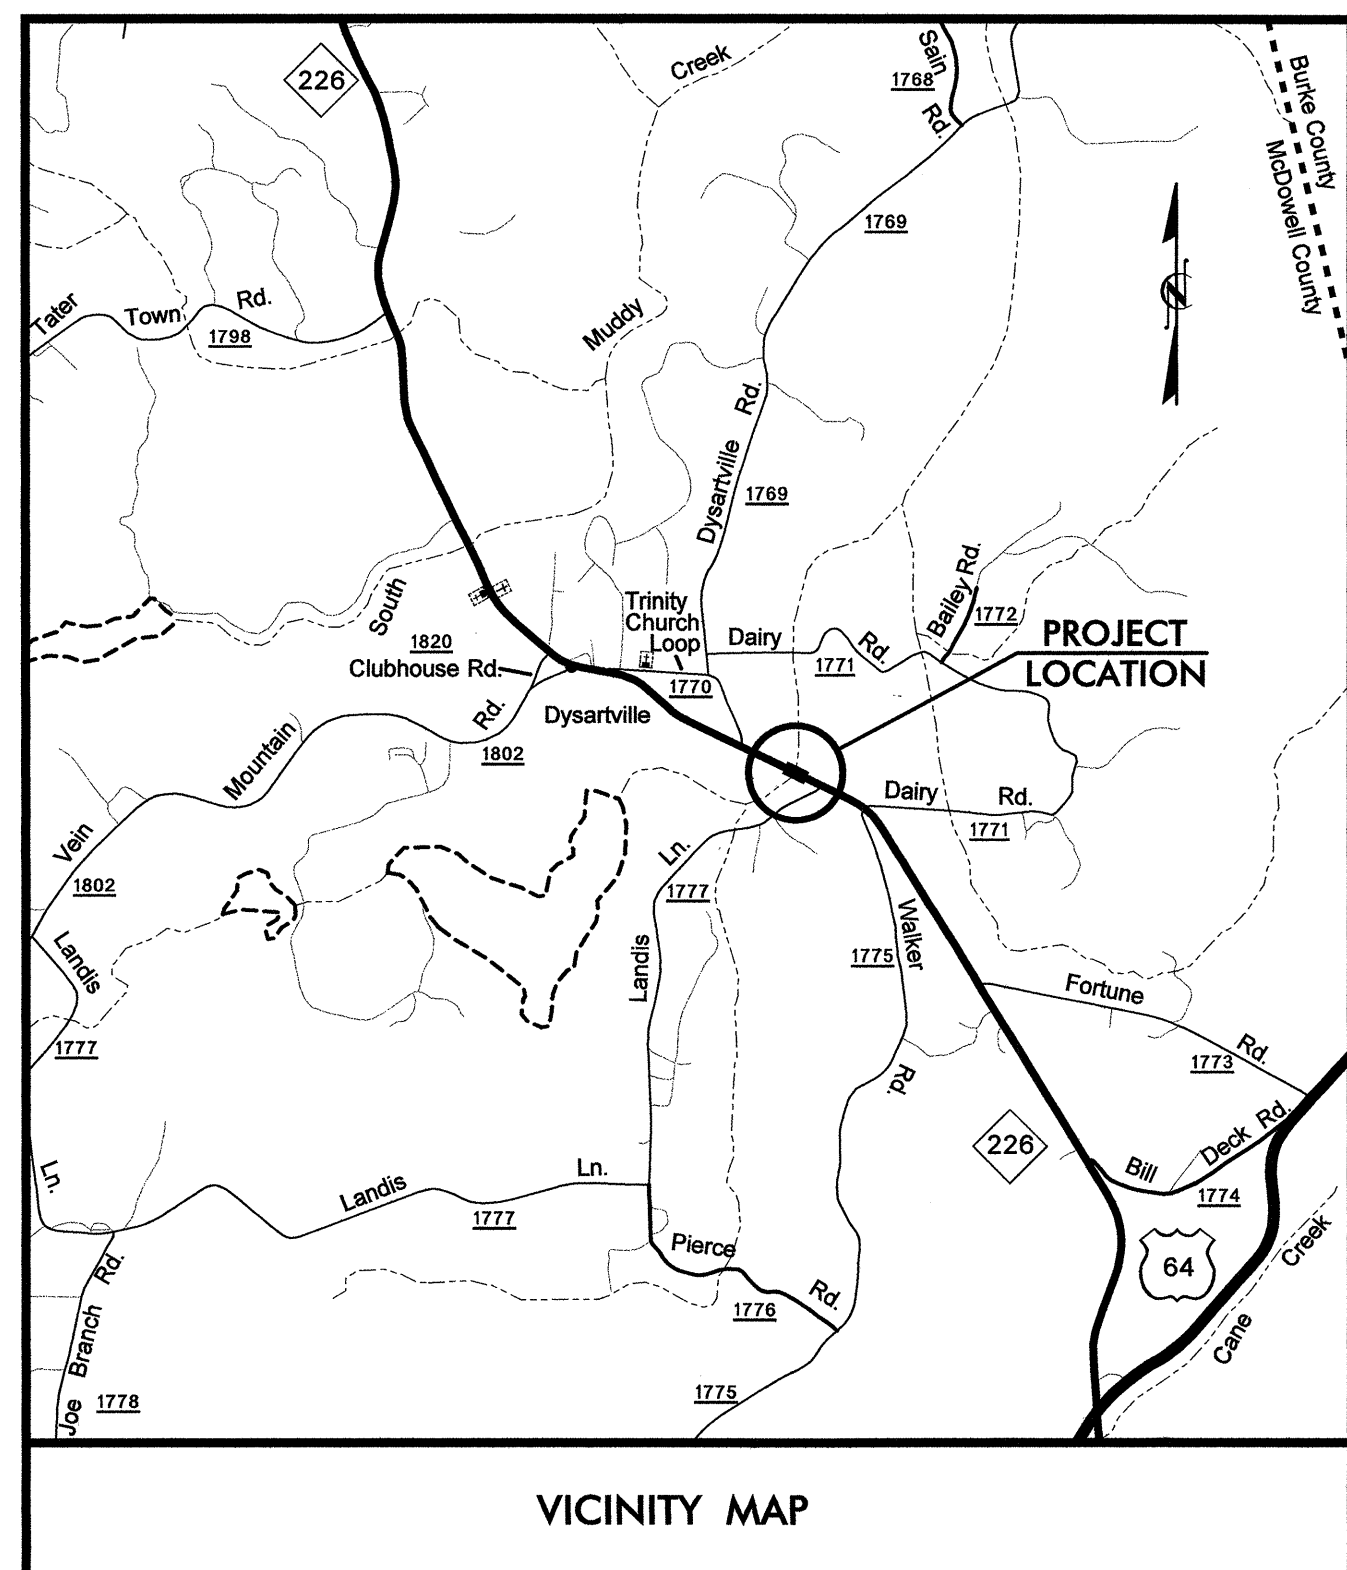 226
Creek
Sain
1768
Rd.
Burke County
McDowell County
1769
Tater
Town
Rd.
1798
Muddy
N
Rd.
Dysartville
1769
South
Trinity
Church
Loop
Dairy
Rd.
1771
Bailey Rd.
1772
PROJECT
LOCATION
1820
Clubhouse Rd.
1770
Rd.
Dysartville
1802
Mountain
Vein
1802
Dairy
Rd.
1771
Ln.
1777
Landis
Landis
1777
Walker
1775
Rd.
Fortune
Rd.
1773
226
Bill
Deck
Rd.
1774
64
Creek
Cane
Ln.
Landis
Ln.
1777
Pierce
Rd.
1776
Rd.
Branch
Joe
1778
1775
VICINITY MAP